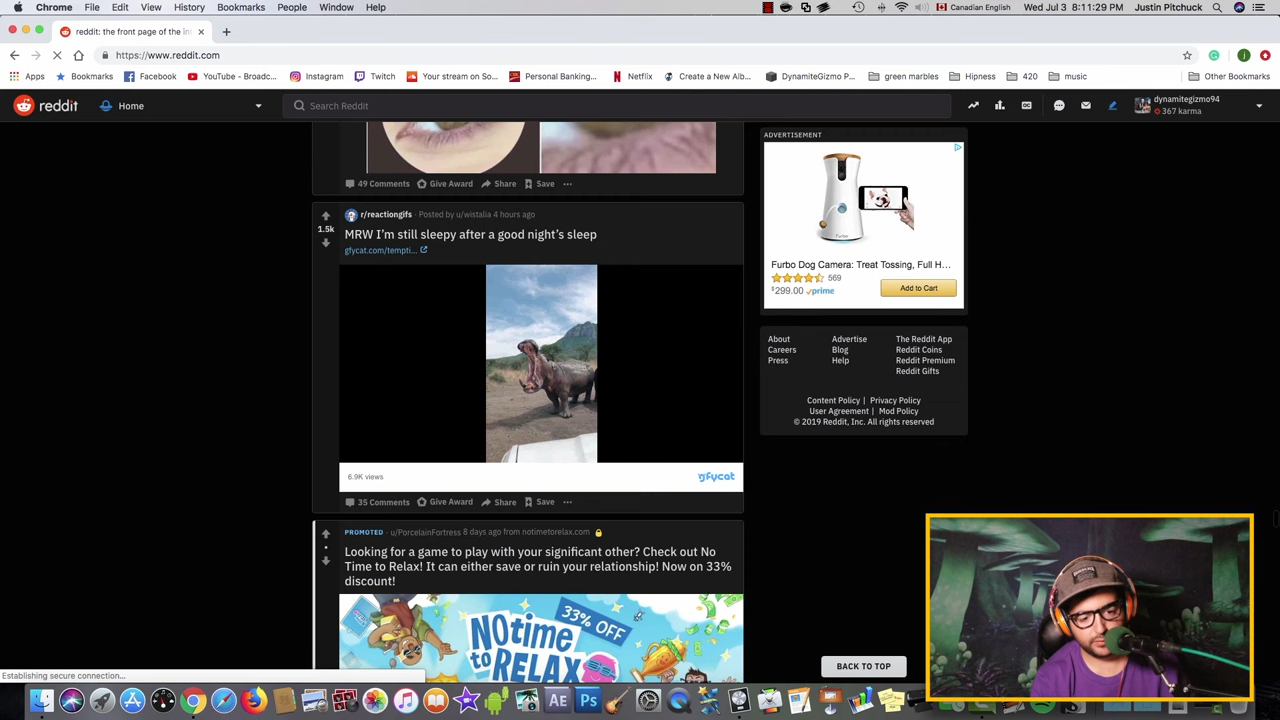 Chrome File Edit View History Bookmarks People Window Help Canadian English Wed Jul 3 8:11:29 PM Justin Pitchuck
reddit: the front page of the in
https://www.reddit.com
Apps Bookmarks Facebook YouTube - Broadc... Instagram Twitch Your stream on So... Personal Banking... Netflix Create a New Alb... DynamiteGizmo P... green marbles Hipness 420 music Other Bookmarks
reddit Home Search Reddit dynamitegizmo94
367 karma
ADVERTISEMENT
49 Comments Give Award Share Save
r/reactiongifs · Posted by u/wistalia 4 hours ago
1.5k
MRW I'm still sleepy after a good night's sleep
gfycat.com/tempti...
6.9K views gfycat
35 Comments Give Award Share Save
PROMOTED · u/PorcelainFortress 8 days ago from notimetorelax.com
Looking for a game to play with your significant other? Check out No
Time to Relax! It can either save or ruin your relationship! Now on 33%
discount!
33% OFF
NO time
to RELAX
Furbo
Furbo Dog Camera: Treat Tossing, Full H...
569
$299.00 prime Add to Cart
About Advertise The Reddit App
Careers Blog Reddit Coins
Press Help Reddit Premium
Reddit Gifts
Content Policy | Privacy Policy
User Agreement | Mod Policy
© 2019 Reddit, Inc. All rights reserved
BACK TO TOP
Establishing secure connection...
AE Ps